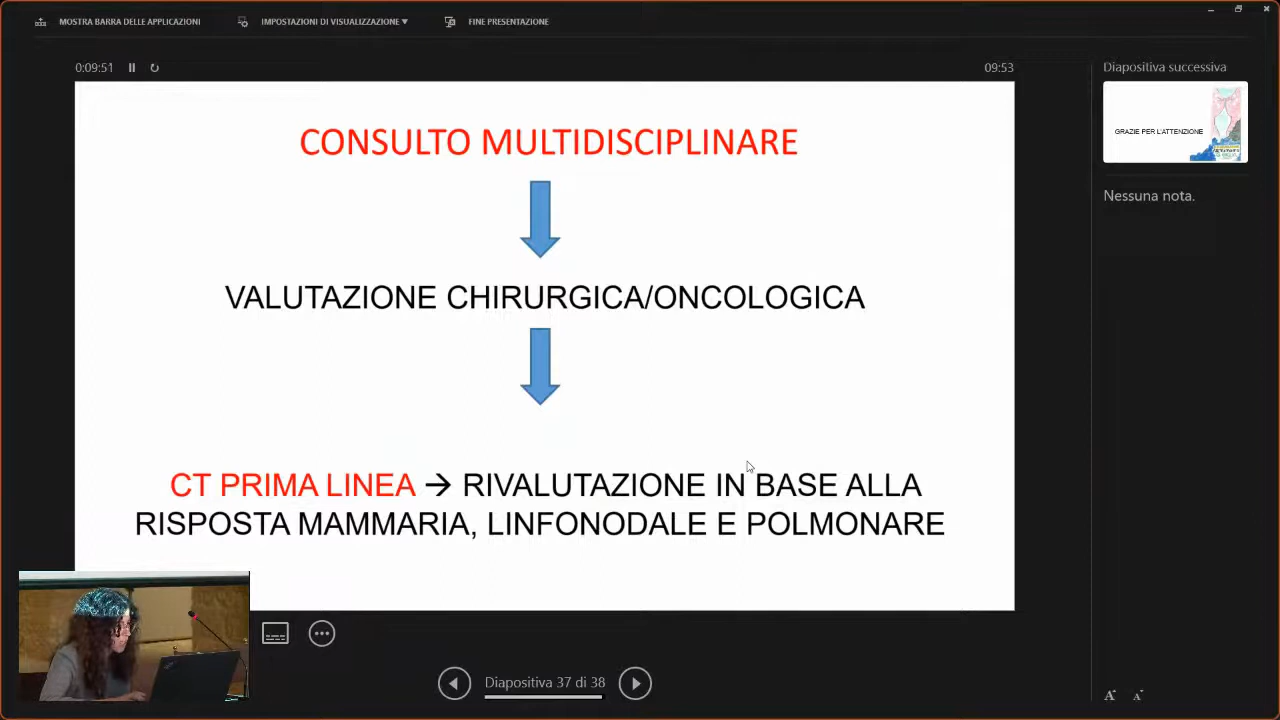 MOSTRA BARRA DELLE APPLICAZIONI
IMPOSTAZIONI DI VISUALIZZAZIONE ▼
FINE PRESENTAZIONE
0:09:51
09:53
Diapositiva successiva
GRAZIE PER L'ATTENZIONE
Nessuna nota.
CONSULTO MULTIDISCIPLINARE
VALUTAZIONE CHIRURGICA/ONCOLOGICA
CT PRIMA LINEA → RIVALUTAZIONE IN BASE ALLA
RISPOSTA MAMMARIA, LINFONODALE E POLMONARE
Diapositiva 37 di 38
A A